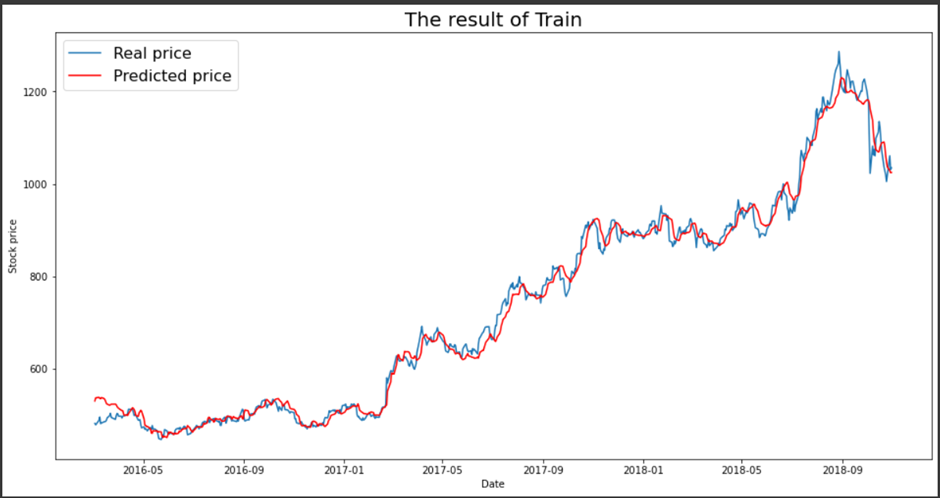 The result of Train
Real price
Predicted price
1200
1000
800
600
Stock price
2016-05 2016-09 2017-01 2017-05 2017-09 2018-01 2018-05 2018-09
Date